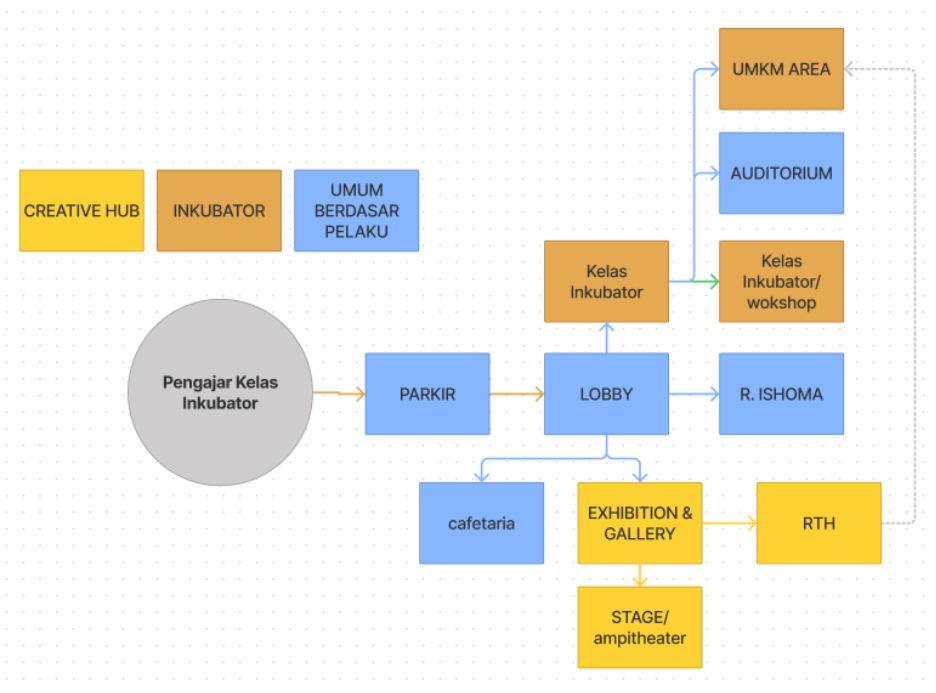 UMKM AREA
AUDITORIUM
CREATIVE HUB
INKUBATOR
UMUM
BERDASAR
PELAKU
Kelas
Inkubator
Kelas
Inkubator/
wokshop
Pengajar Kelas
Inkubator
PARKIR
LOBBY
R. ISHOMA
cafetaria
EXHIBITION &
GALLERY
RTH
STAGE/
ampitheater